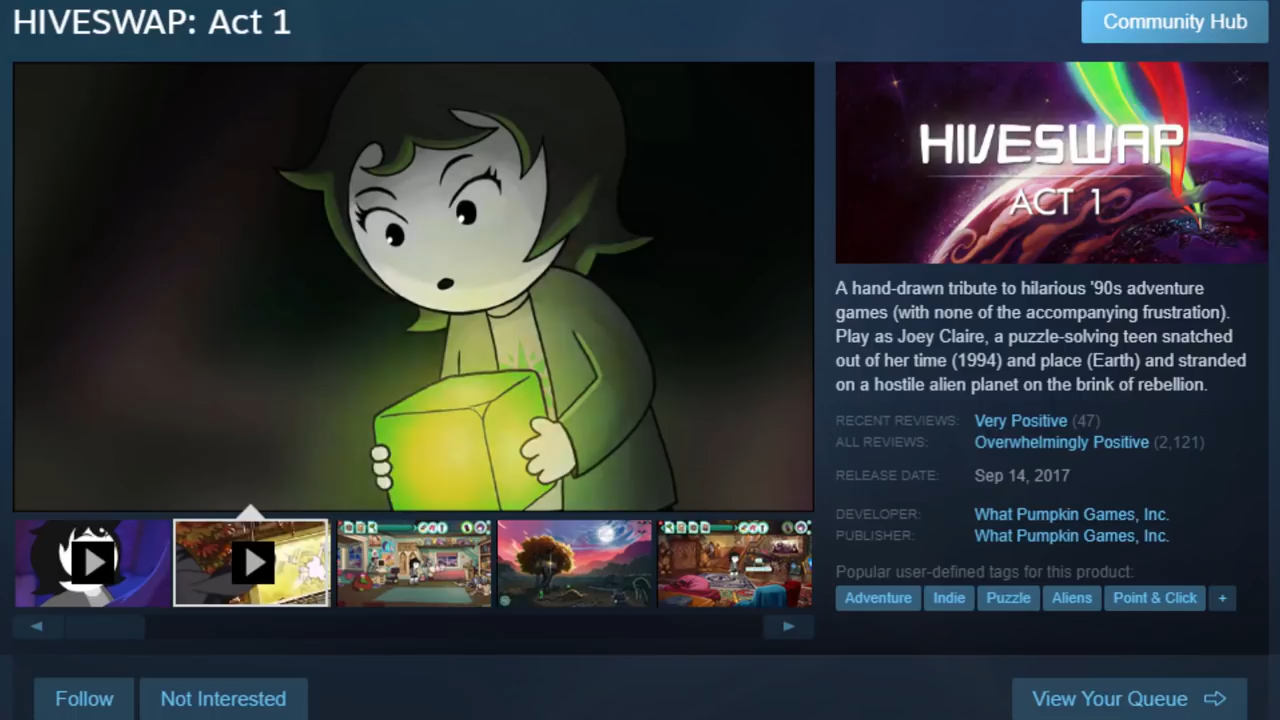 HIVESWAP: Act 1
Community Hub
HIVESWAP
ACT 1
A hand-drawn tribute to hilarious '90s adventure
games (with none of the accompanying frustration).
Play as Joey Claire, a puzzle-solving teen snatched
out of her time (1994) and place (Earth) and stranded
on a hostile alien planet on the brink of rebellion.
RECENT REVIEWS: Very Positive (47)
ALL REVIEWS: Overwhelmingly Positive (2,121)
RELEASE DATE: Sep 14, 2017
DEVELOPER: What Pumpkin Games, Inc.
PUBLISHER: What Pumpkin Games, Inc.
Popular user-defined tags for this product:
Adventure Indie Puzzle Aliens Point & Click +
Follow Not Interested View Your Queue